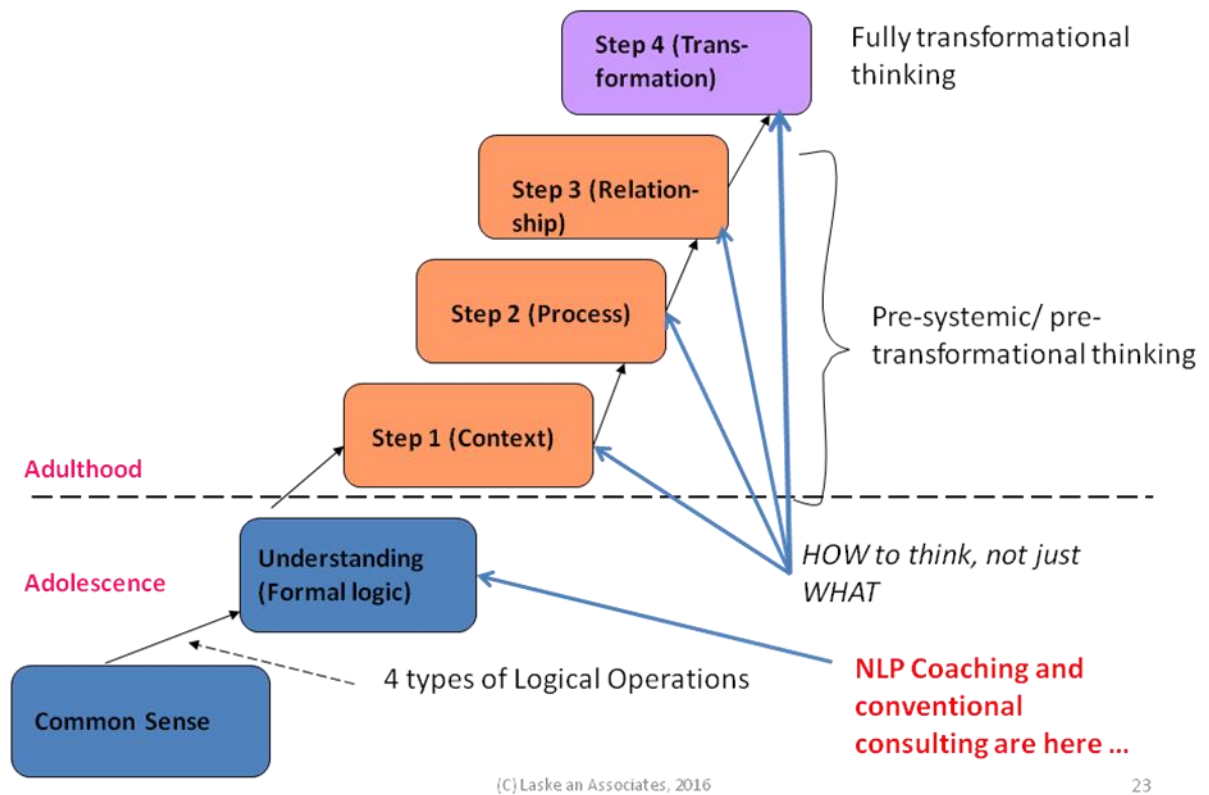 Step 4 (Trans-
formation)
Fully transformational
thinking
Step 3 (Relation-
ship)
Step 2 (Process)
Pre-systemic/ pre-
transformational thinking
Step 1 (Context)
Adulthood
Understanding
(Formal logic)
HOW to think, not just
WHAT
Adolescence
4 types of Logical Operations
NLP Coaching and
conventional
consulting are here ...
Common Sense
(C) Laske an Associates, 2016
23